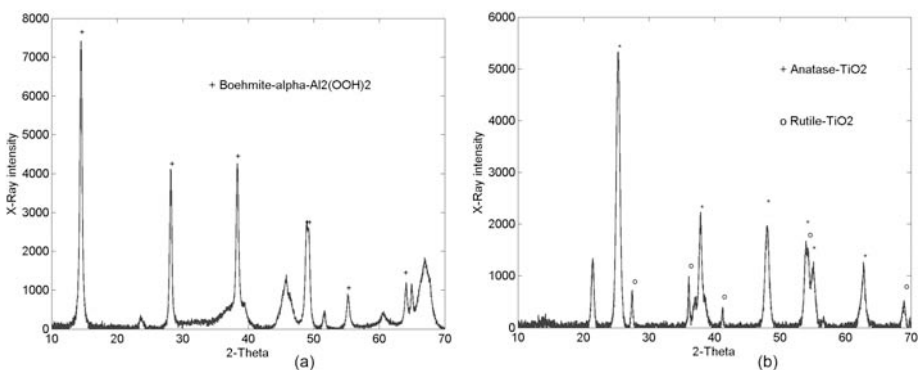 8000
7000
6000
5000
4000
3000
2000
1000
0
X-Ray intensity
+ Boehmite-alpha-Al2(OOH)2
10 20 30 40 50 60 70
2-Theta
(a)
6000
5000
4000
3000
2000
1000
0
X-Ray intensity
+ Anatase-TiO2
o Rutile-TiO2
10 20 30 40 50 60 70
2-Theta
(b)